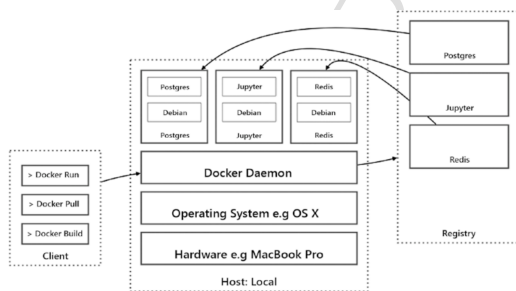 Postgres
Jupyter
Redis
Registry
Postgres
Debian
Postgres
Jupyter
Debian
Jupyter
Redis
Debian
Redis
Docker Daemon
Operating System e.g OS X
Hardware e.g MacBook Pro
Host: Local
> Docker Run
> Docker Pull
> Docker Build
Client